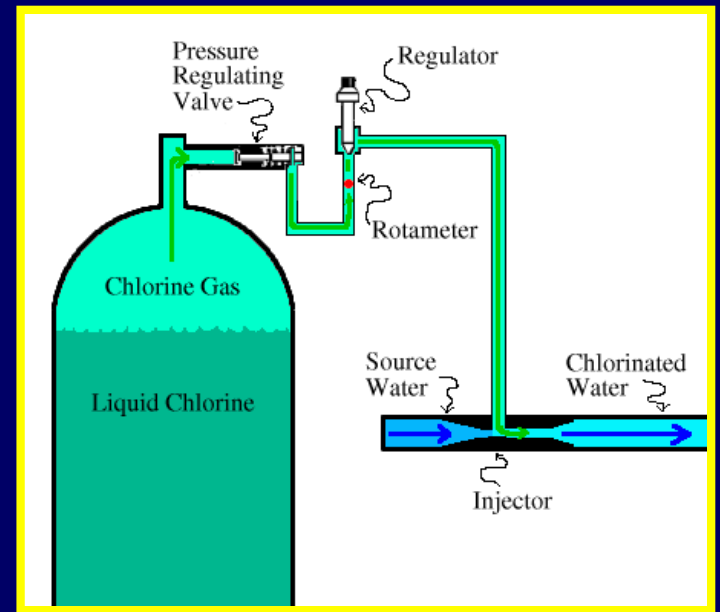 Pressure
Regulating
Valve
Regulator
Rotameter
Chlorine Gas
Liquid Chlorine
Source
Water
Chlorinated
Water
Injector